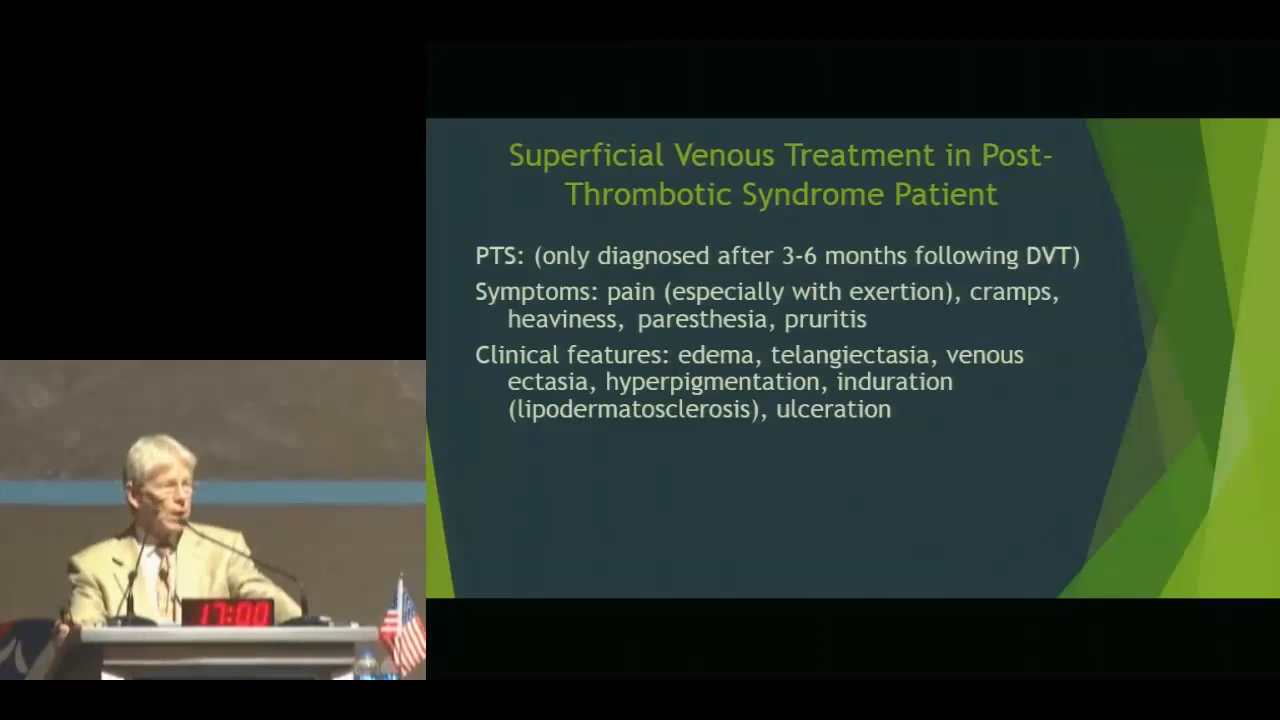 Superficial Venous Treatment in Post-
Thrombotic Syndrome Patient
PTS: (only diagnosed after 3-6 months following DVT)
Symptoms: pain (especially with exertion), cramps,
heaviness, paresthesia, pruritis
Clinical features: edema, telangiectasia, venous
ectasia, hyperpigmentation, induration
(lipodermatosclerosis), ulceration
17:00